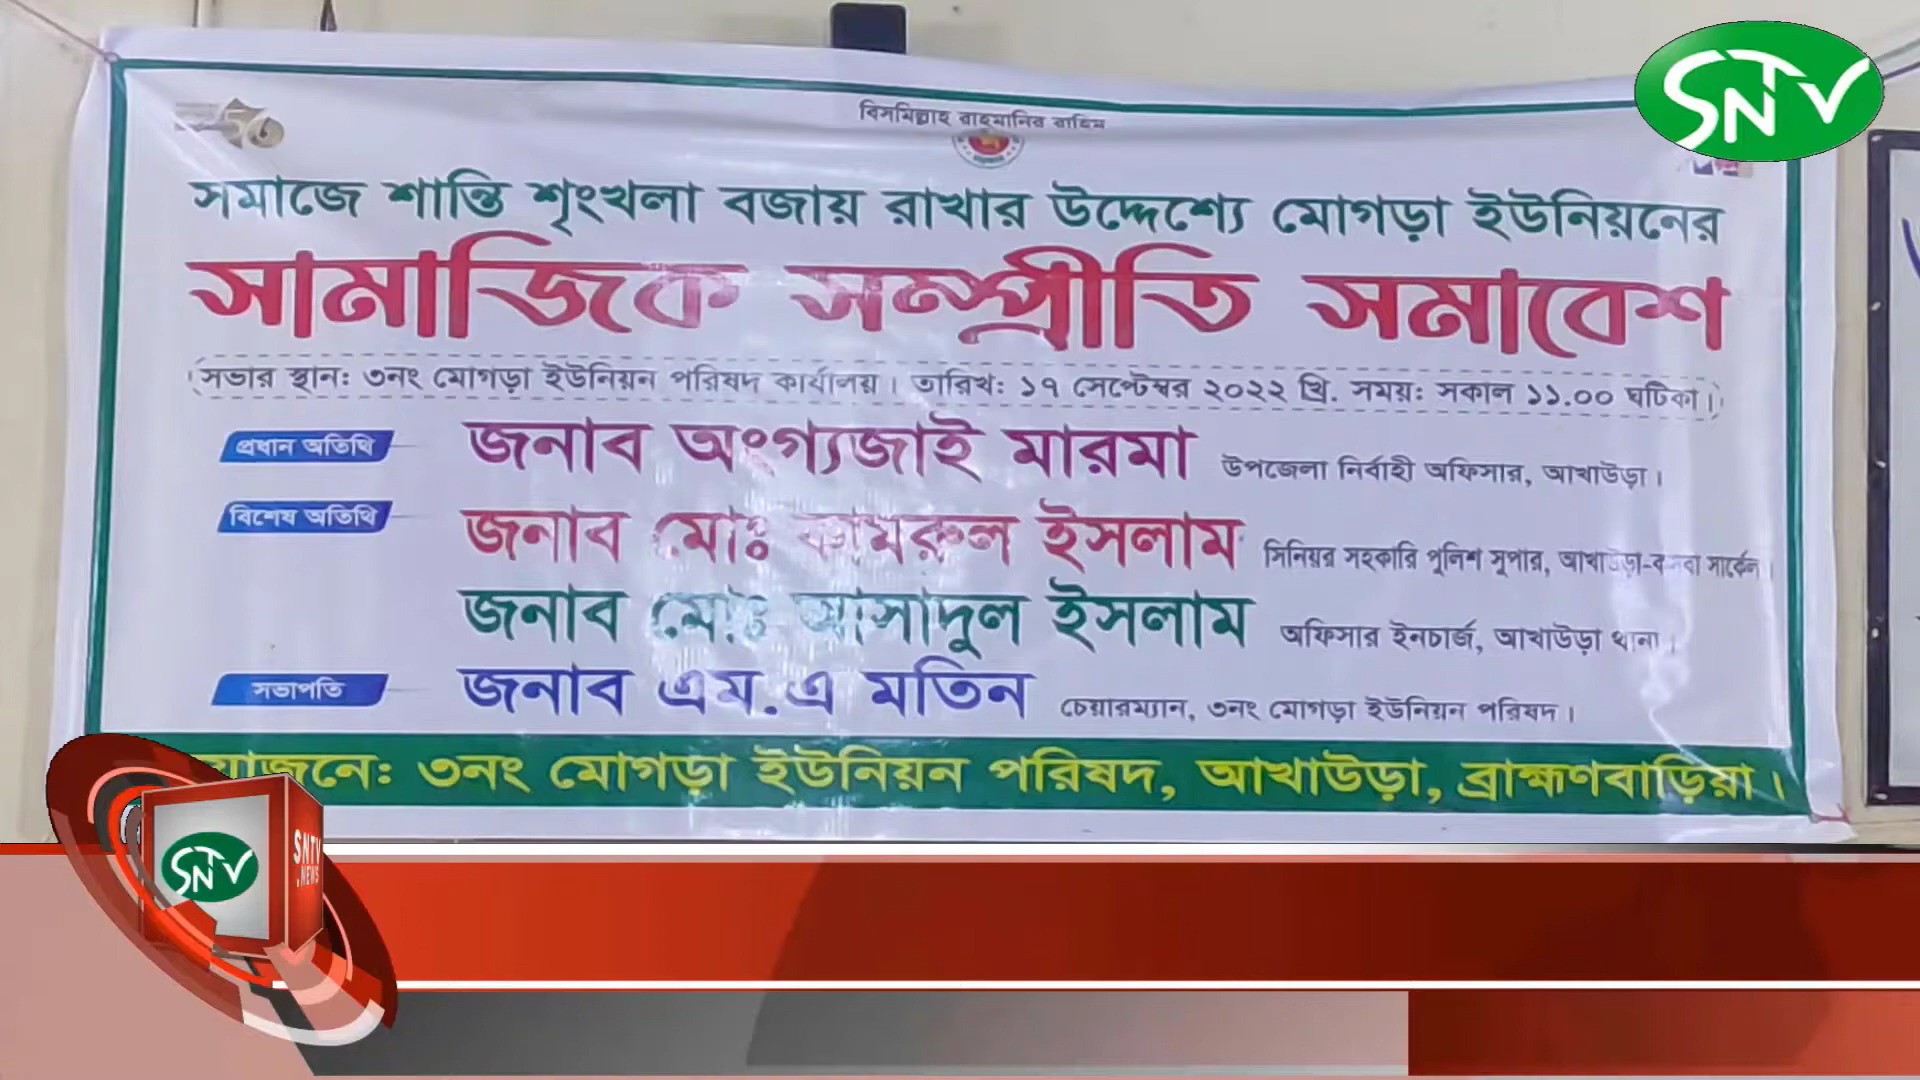 SNTV
বিসমিল্লাহ রাহমানির রাহিম
সমাজে শান্তি শৃংখলা বজায় রাখার উদ্দেশ্যে মোগড়া ইউনিয়নের
সামাজিক সম্প্রীতি সমাবেশ
সভার স্থান: ৩নং মোগড়া ইউনিয়ন পরিষদ কার্যালয়। তারিখ: ১৭ সেপ্টেম্বর ২০২২ খ্রি. সময়: সকাল ১১.০০ ঘটিকা।
প্রধান অতিথি জনাব অংগ্যজাই মারমা উপজেলা নির্বাহী অফিসার, আখাউড়া।
বিশেষ অতিথি জনাব মোঃ কামরুল ইসলাম সিনিয়র সহকারি পুলিশ সুপার, আখাউড়া-কসবা সার্কেল।
জনাব মোঃ আসাদুল ইসলাম অফিসার ইনচার্জ, আখাউড়া থানা।
সভাপতি জনাব এম.এ মতিন চেয়ারম্যান, ৩নং মোগড়া ইউনিয়ন পরিষদ।
য়োজনে: ৩নং মোগড়া ইউনিয়ন পরিষদ, আখাউড়া, ব্রাহ্মণবাড়িয়া।
SNTV
SNTV
.NEWS